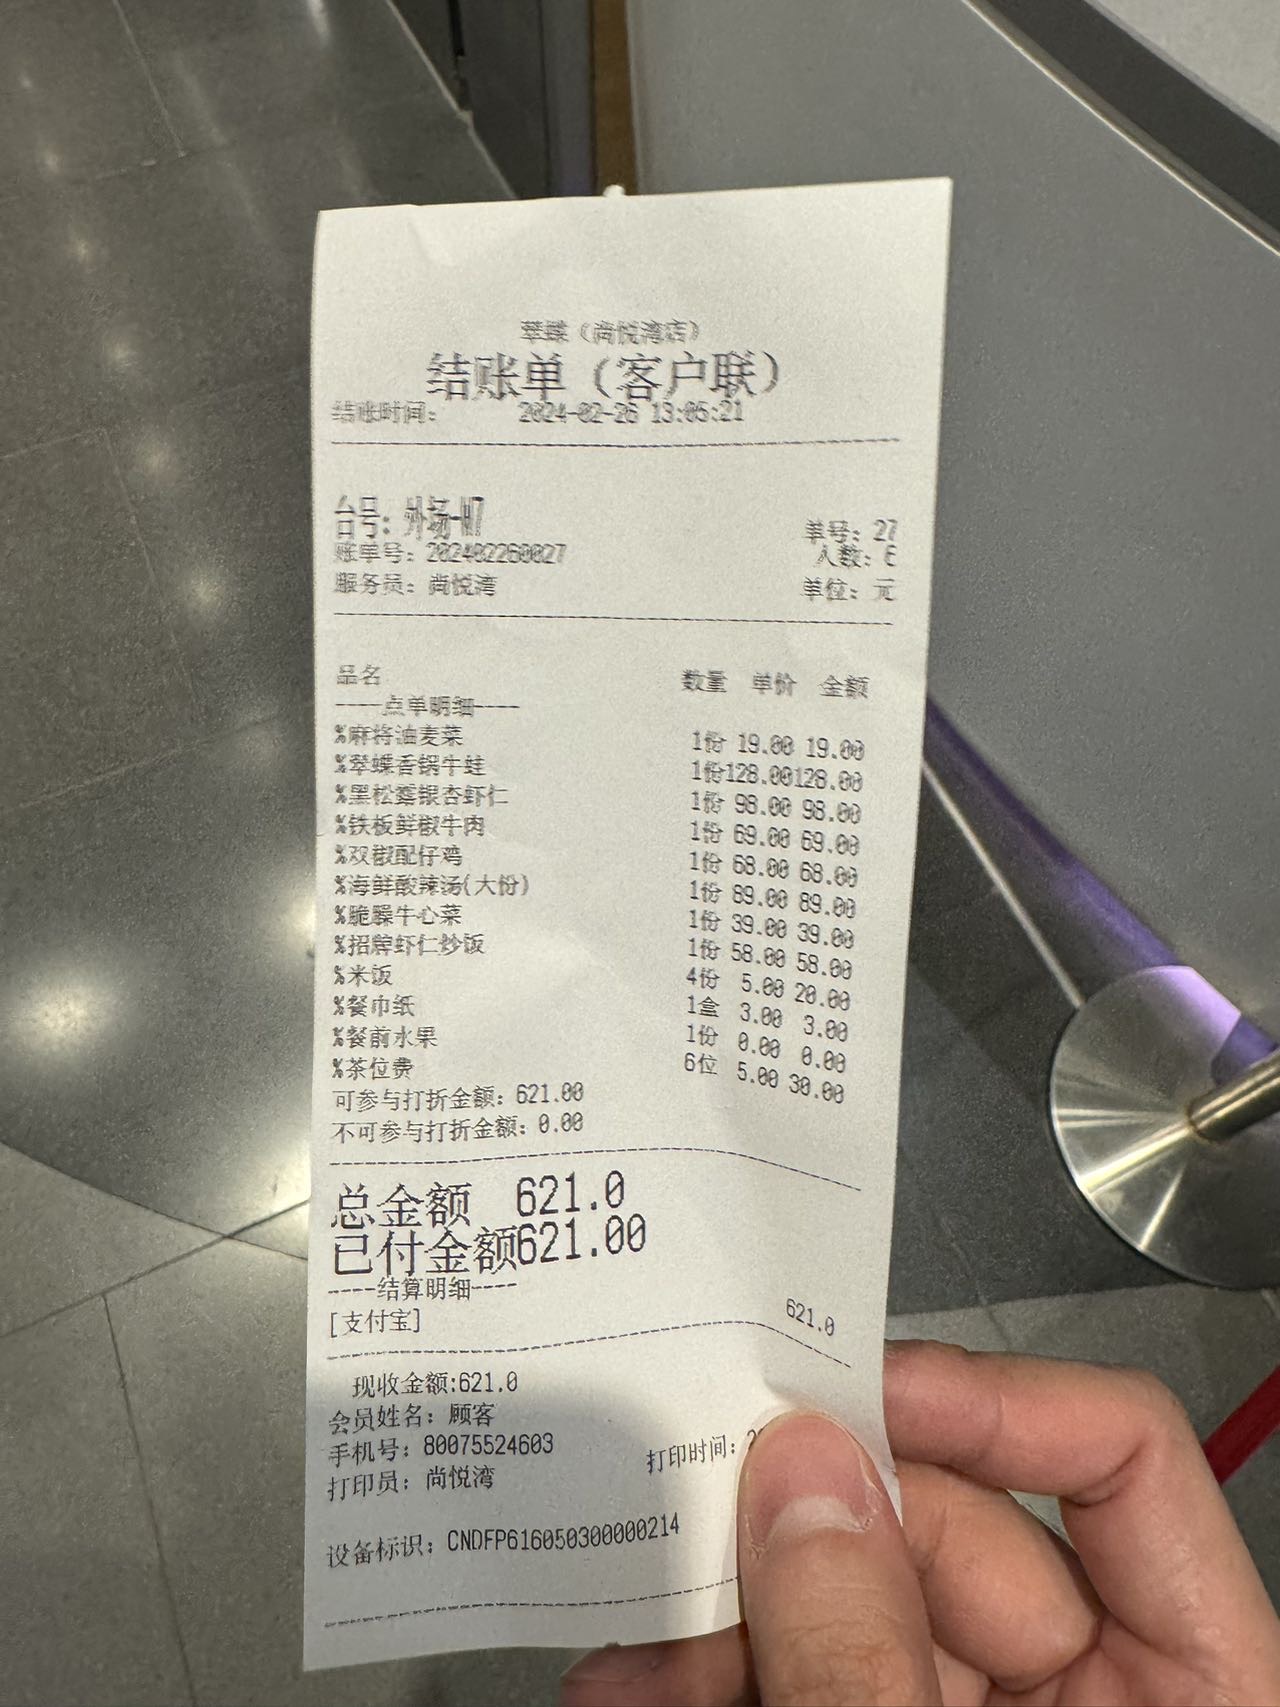 萃蝶（尚悦湾店）
结账单（客户联）
结账时间： 2024-02-26 13:05:21
台号：外场-W7 单号：27
账单号：202402260027 人数：6
服务员：尚悦湾 单位：元
品名 数量 单价 金额
----点单明细----
%麻将油麦菜 1份 19.00 19.00
%萃蝶香锅牛蛙 1份 128.00 128.00
%黑松露银杏虾仁 1份 98.00 98.00
%铁板鲜椒牛肉 1份 69.00 69.00
%双椒配仔鸡 1份 68.00 68.00
%海鲜酸辣汤(大份) 1份 89.00 89.00
%脆臊牛心菜 1份 39.00 39.00
%招牌虾仁炒饭 1份 58.00 58.00
%米饭 4份 5.00 20.00
%餐巾纸 1盒 3.00 3.00
%餐前水果 1份 0.00 0.00
%茶位费 6位 5.00 30.00
可参与打折金额：621.00
不可参与打折金额：0.00
总金额 621.0
已付金额621.00
----结算明细----
[支付宝] 621.0
现收金额:621.0
会员姓名：顾客
手机号：80075524603
打印员：尚悦湾 打印时间：
设备标识：CNDFP616050300000214